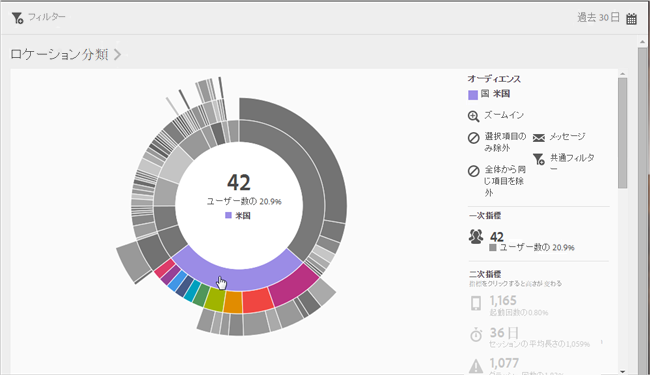 フィルター
過去 30 日
ロケーション分類
42
ユーザー数の 20.9%
米国
オーディエンス
国 米国
ズームイン
選択項目の
み除外
メッセージ
共通フィルタ
ー
全体から同
じ項目を除
外
一次指標
42
ユーザー数の 20.9%
二次指標
1,165
起動回数の0.80%
36 日
セッションの平均長さの1,059%
1,077